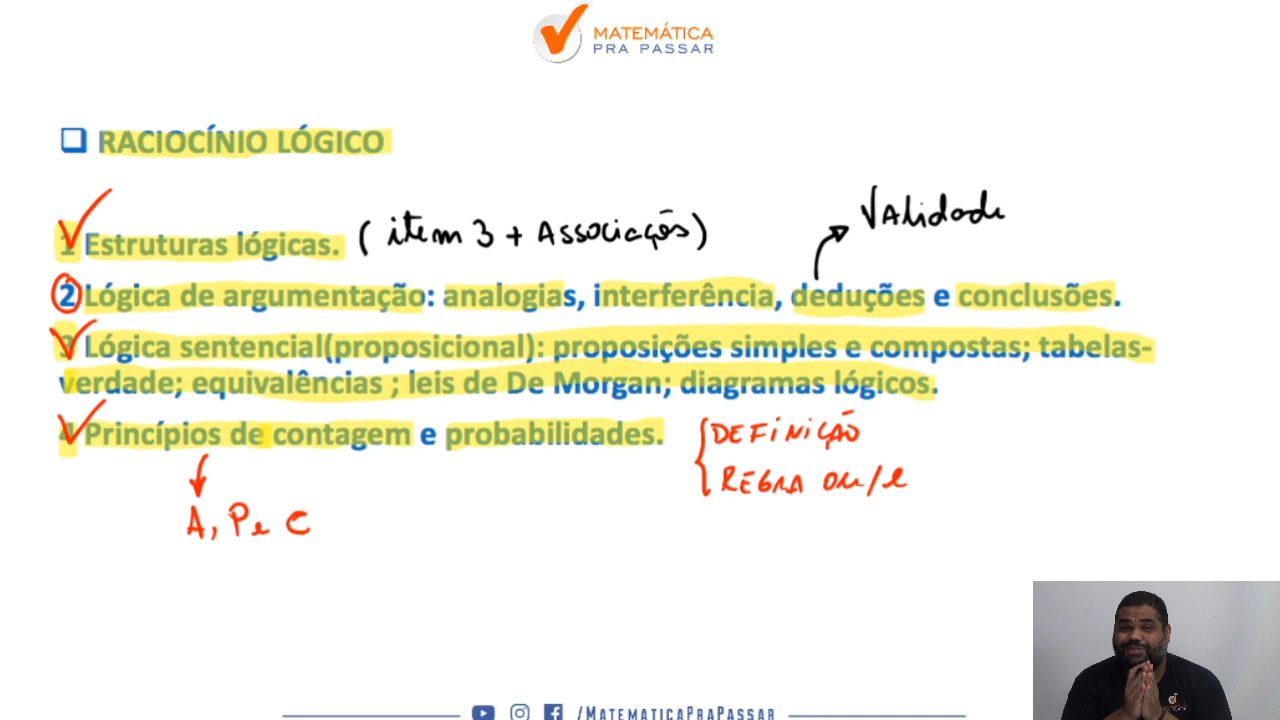 MATEMÁTICA
PRA PASSAR
RACIOCÍNIO LÓGICO
1 Estruturas lógicas. (item 3 + Associações)
Validade
2 Lógica de argumentação: analogias, interferência, deduções e conclusões.
3 Lógica sentencial(proposicional): proposições simples e compostas; tabelas-
verdade; equivalências ; leis de De Morgan; diagramas lógicos.
4 Princípios de contagem e probabilidades.
DEFINIÇÃO
REGRA OU/e
A, P e C
/MATEMATICAPRAPASSAR